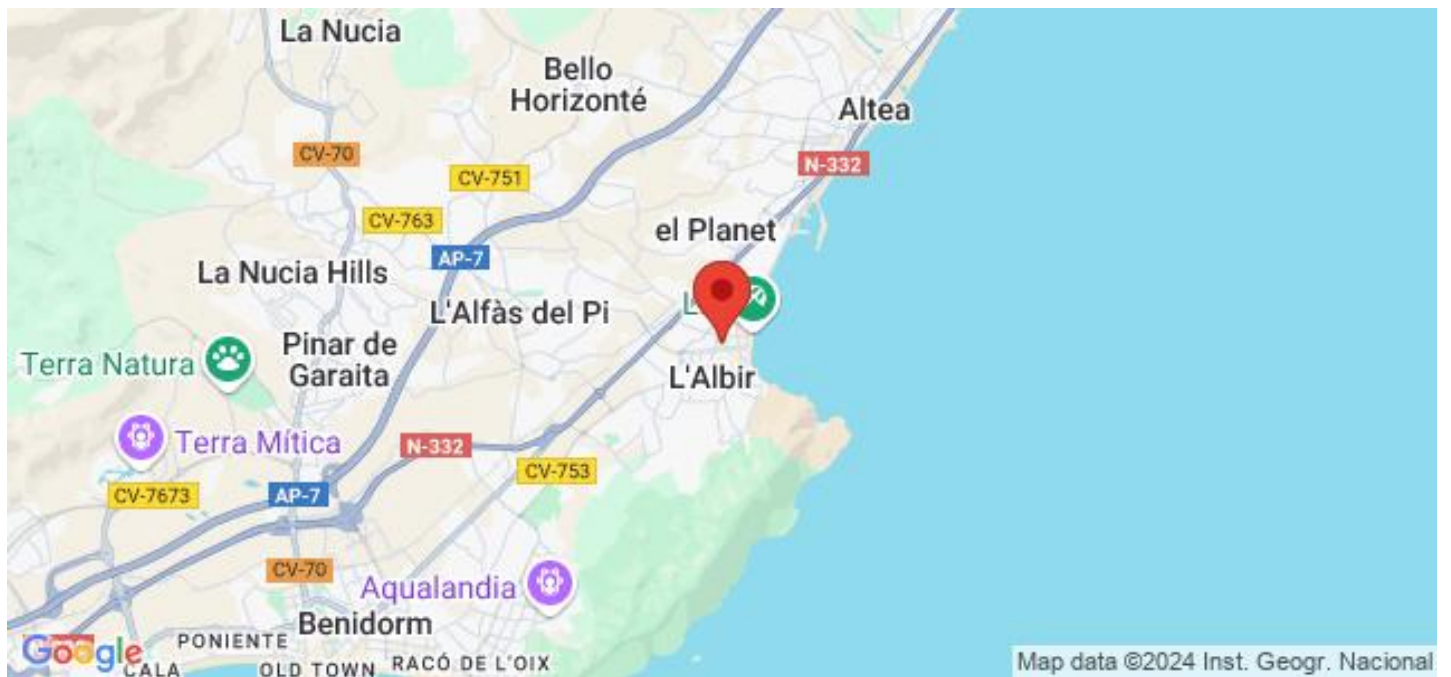 La Nucia
Bello
Horizonté
Altea
CV-70
N-332
CV-751
CV-763
el Planet
AP-7
La Nucia Hills
L'Alfàs del Pi
Terra Natura
Pinar de
Garaita
L'Albir
Terra Mítica
N-332
CV-753
CV-7673
AP-7
CV-70
Aqualandia
Benidorm
PONIENTE
Google
CALA
OLD TOWN
RACÓ DE L'OIX
Map data ©2024 Inst. Geogr. Nacional